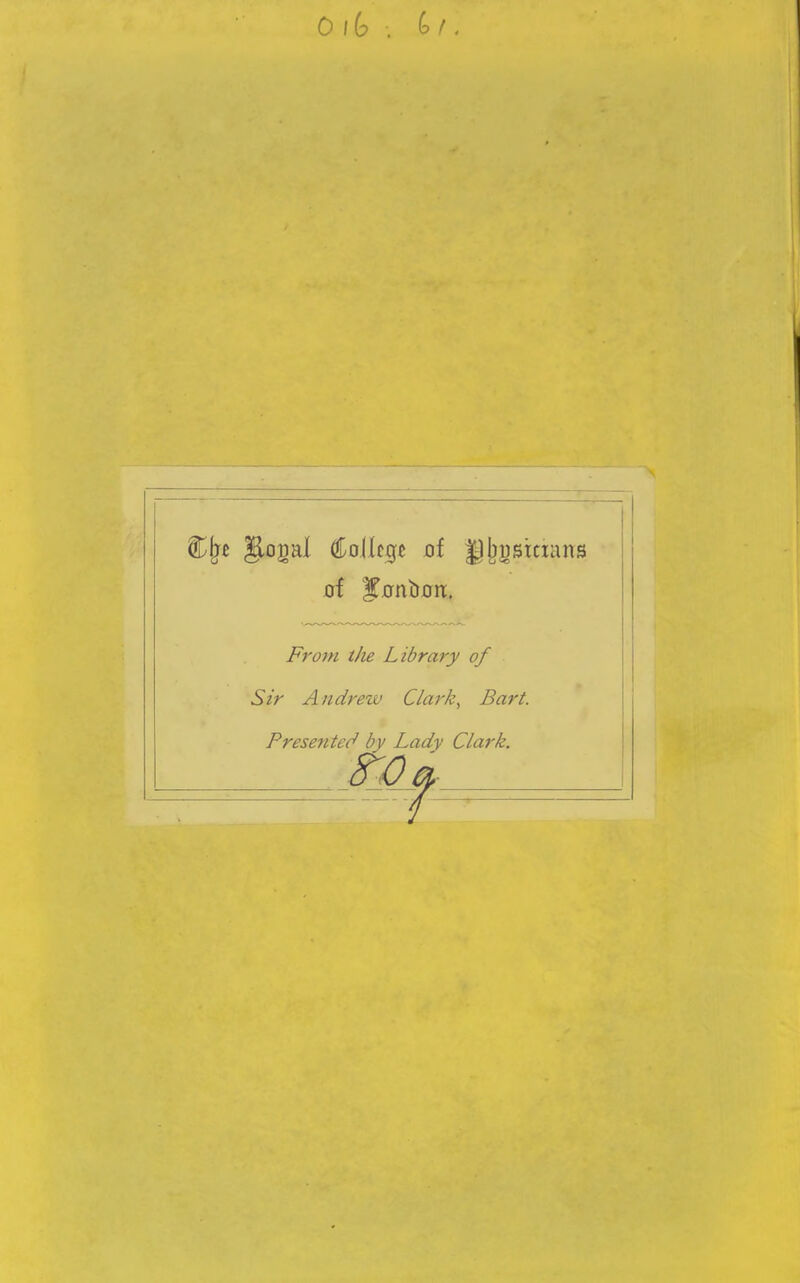 016 : 61.
The Royal College of Physicians
of London.
From the Library of
Sir Andrew Clark, Bart.
Presented by Lady Clark.
809